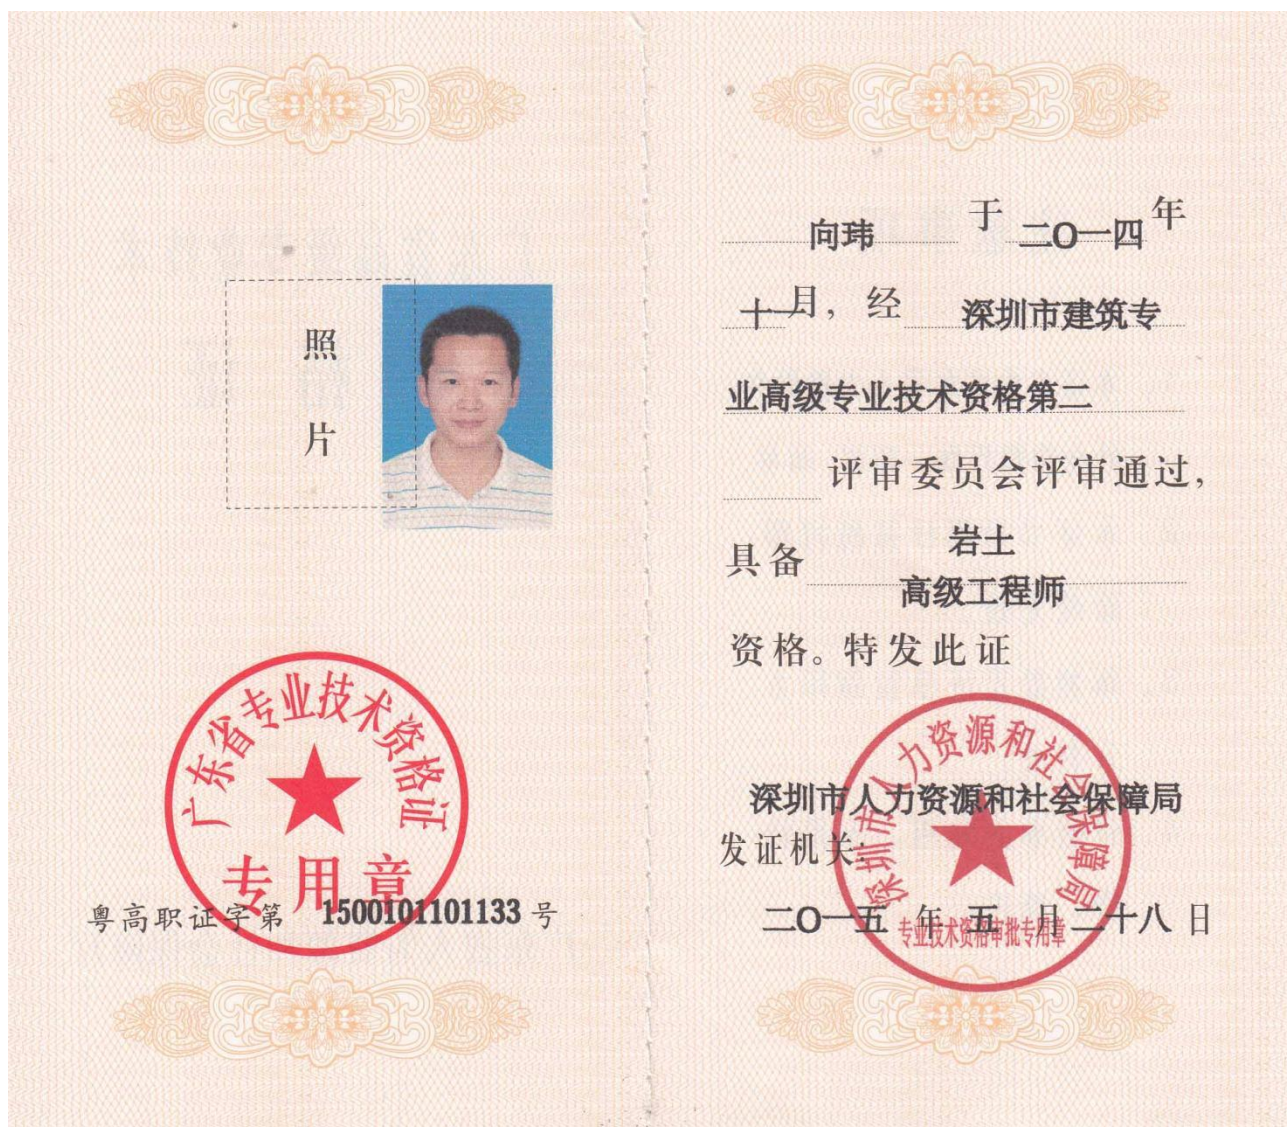 照
片
广东省专业技术资格证
专用章
粤高职证字第 1500101101133 号
向玮 于 二〇一四 年
十一月，经 深圳市建筑专
业高级专业技术资格第二
评审委员会评审通过，
具备 岩土
高级工程师
资格。特发此证
深圳市人力资源和社会保障局
深圳市人力资源和社会保障局
发证机关：
二〇一五 年 五 月 二十八 日
专业技术资格审批专用章